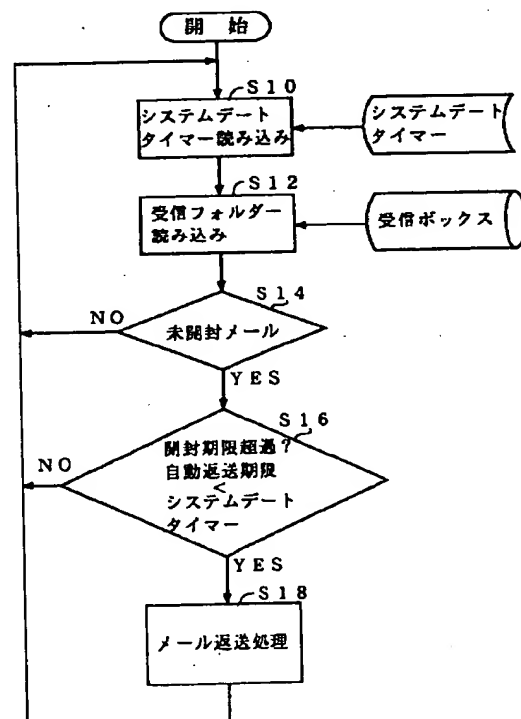 開 始
S10
システムデート
タイマー読み込み
システムデート
タイマー
S12
受信フォルダー
読み込み
受信ボックス
S14
NO
未開封メール
YES
S16
開封期限超過?
NO
自動返送期限
<
システムデート
タイマー
YES
S18
メール返送処理